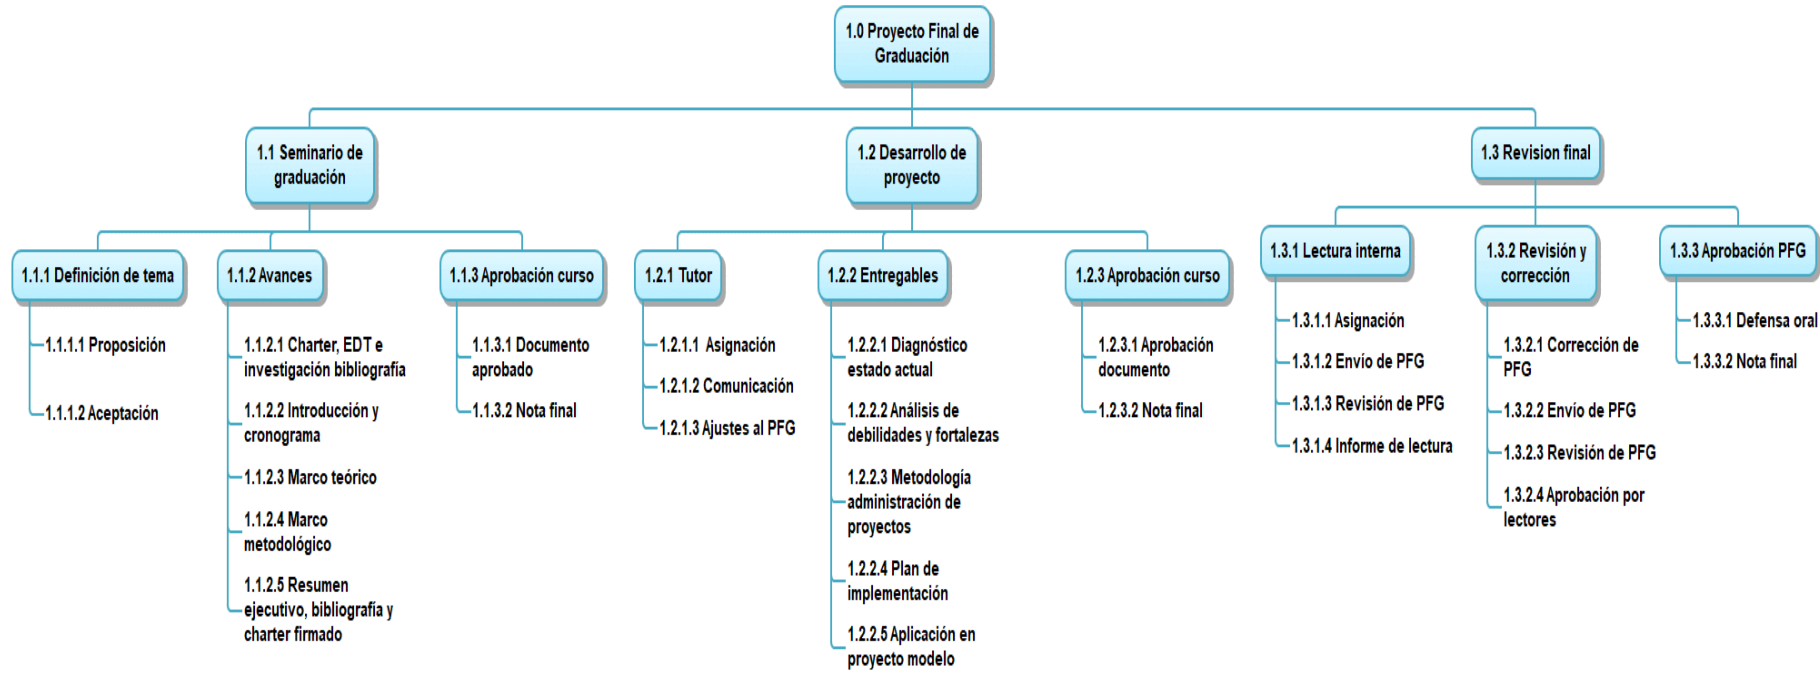 1.0 Proyecto Final de
Graduación
1.1 Seminario de
graduación
1.2 Desarrollo de
proyecto
1.3 Revision final
1.1.1 Definición de tema
1.1.2 Avances
1.1.3 Aprobación curso
1.2.1 Tutor
1.2.2 Entregables
1.2.3 Aprobación curso
1.3.1 Lectura interna
1.3.2 Revisión y
corrección
1.3.3 Aprobación PFG
1.1.1.1 Proposición
1.1.1.2 Aceptación
1.1.2.1 Charter, EDT e
investigación bibliografía
1.1.2.2 Introducción y
cronograma
1.1.2.3 Marco teórico
1.1.2.4 Marco
metodológico
1.1.2.5 Resumen
ejecutivo, bibliografía y
charter firmado
1.1.3.1 Documento
aprobado
1.1.3.2 Nota final
1.2.1.1 Asignación
1.2.1.2 Comunicación
1.2.1.3 Ajustes al PFG
1.2.2.1 Diagnóstico
estado actual
1.2.2.2 Análisis de
debilidades y fortalezas
1.2.2.3 Metodología
administración de
proyectos
1.2.2.4 Plan de
implementación
1.2.2.5 Aplicación en
proyecto modelo
1.2.3.1 Aprobación
documento
1.2.3.2 Nota final
1.3.1.1 Asignación
1.3.1.2 Envío de PFG
1.3.1.3 Revisión de PFG
1.3.1.4 Informe de lectura
1.3.2.1 Corrección de
PFG
1.3.2.2 Envío de PFG
1.3.2.3 Revisión de PFG
1.3.2.4 Aprobación por
lectores
1.3.3.1 Defensa oral
1.3.3.2 Nota final